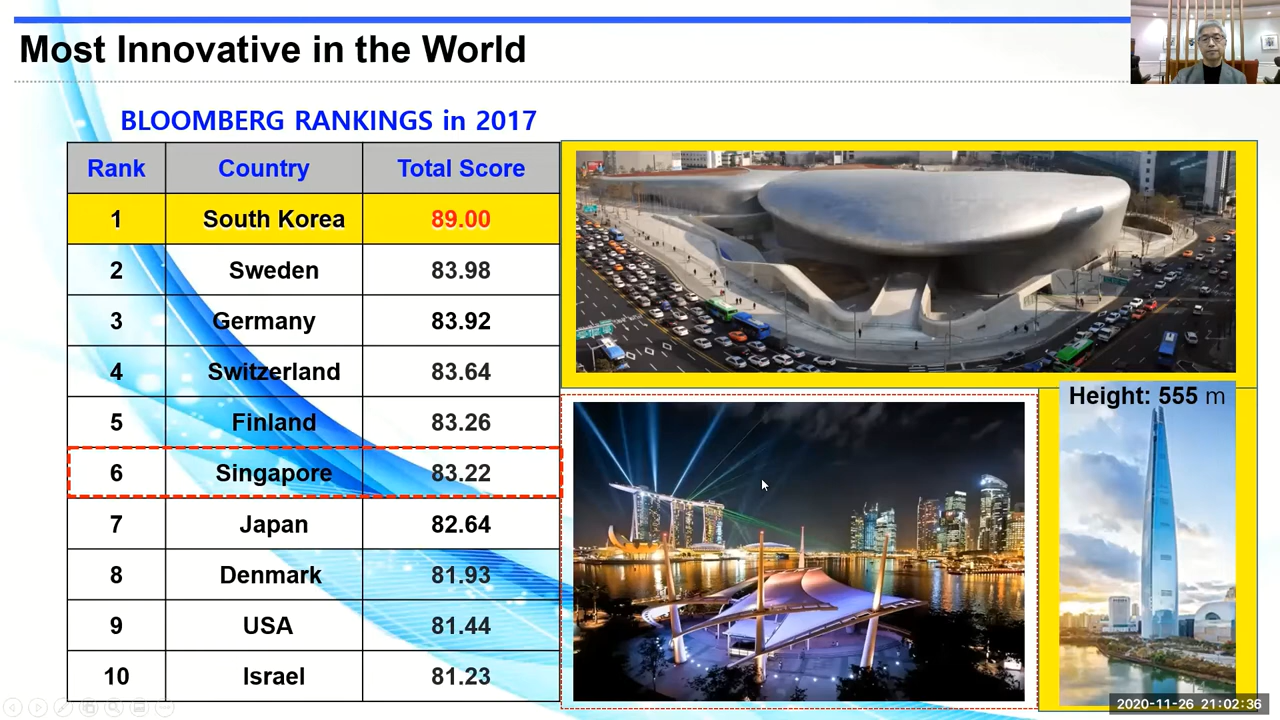 Most Innovative in the World
BLOOMBERG RANKINGS in 2017
Rank Country Total Score
1 South Korea 89.00
2 Sweden 83.98
3 Germany 83.92
4 Switzerland 83.64
5 Finland 83.26
6 Singapore 83.22
7 Japan 82.64
8 Denmark 81.93
9 USA 81.44
10 Israel 81.23
Height: 555 m
2020-11-26 21:02:36